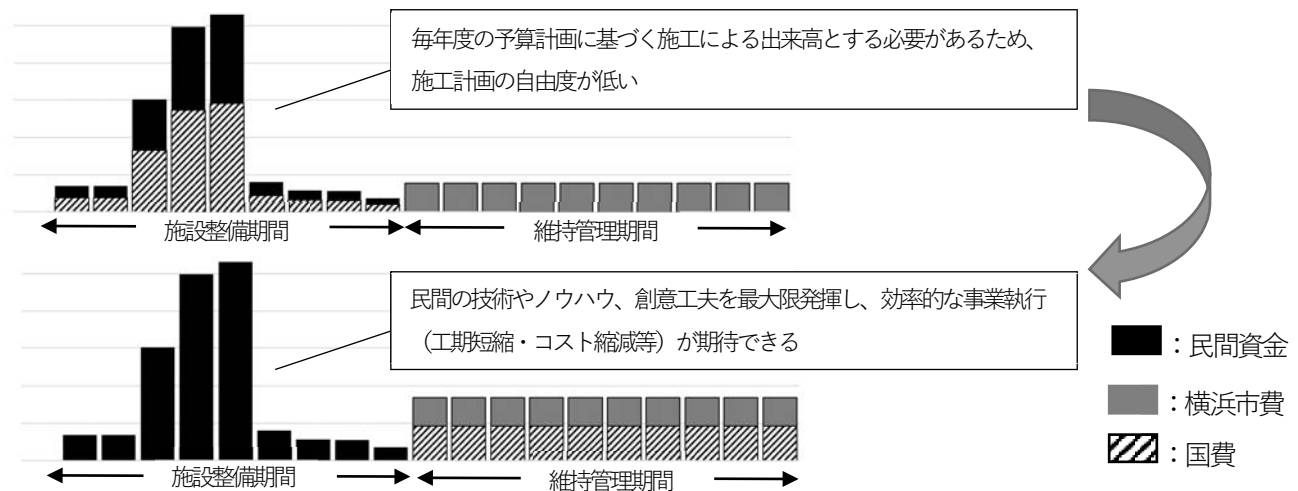 毎年度の予算計画に基づく施工による出来高とする必要があるため、
施工計画の自由度が低い
施設整備期間
維持管理期間
民間の技術やノウハウ、創意工夫を最大限発揮し、効率的な事業執行
（工期短縮・コスト縮減等）が期待できる
：民間資金
：横浜市費
：国費
施設整備期間
維持管理期間